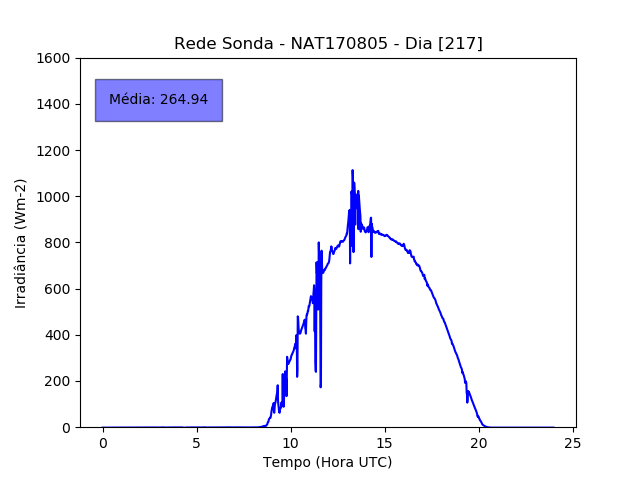 Rede Sonda - NAT170805 - Dia [217]
1600
1400
1200
1000
800
600
400
200
0
Média: 264.94
Irradiância (Wm-2)
0 5 10 15 20 25
Tempo (Hora UTC)